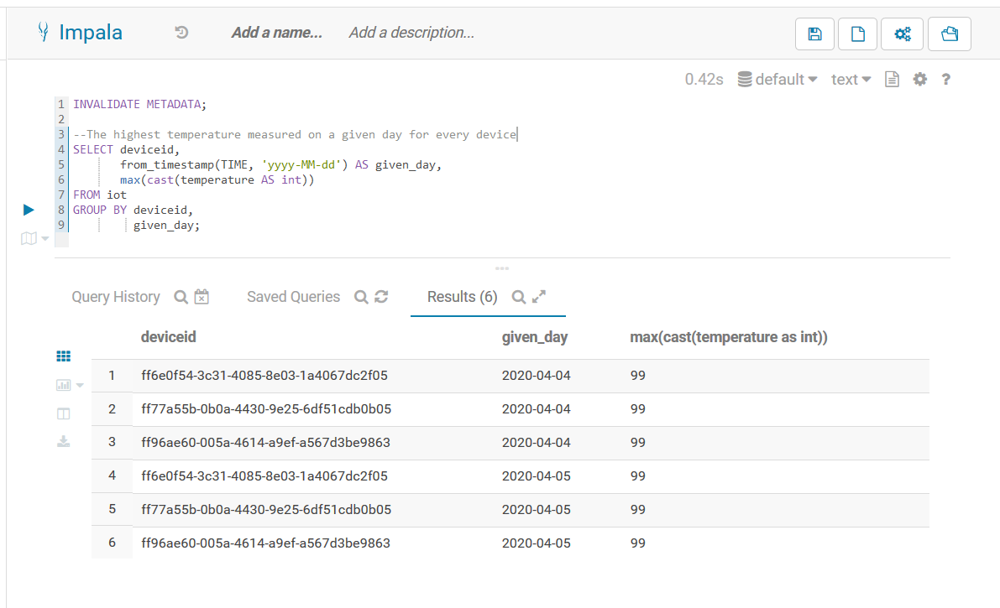 Impala Add a name... Add a description...
0.42s default text ?
1 INVALIDATE METADATA;
2
3 --The highest temperature measured on a given day for every device
4 SELECT deviceid,
5 from_timestamp(TIME, 'yyyy-MM-dd') AS given_day,
6 max(cast(temperature AS int))
7 FROM iot
8 GROUP BY deviceid,
9 given_day;
Query History Saved Queries Results (6)
deviceid given_day max(cast(temperature as int))
1 ff6e0f54-3c31-4085-8e03-1a4067dc2f05 2020-04-04 99
2 ff77a55b-0b0a-4430-9e25-6df51cdb0b05 2020-04-04 99
3 ff96ae60-005a-4614-a9ef-a567d3be9863 2020-04-04 99
4 ff6e0f54-3c31-4085-8e03-1a4067dc2f05 2020-04-05 99
5 ff77a55b-0b0a-4430-9e25-6df51cdb0b05 2020-04-05 99
6 ff96ae60-005a-4614-a9ef-a567d3be9863 2020-04-05 99